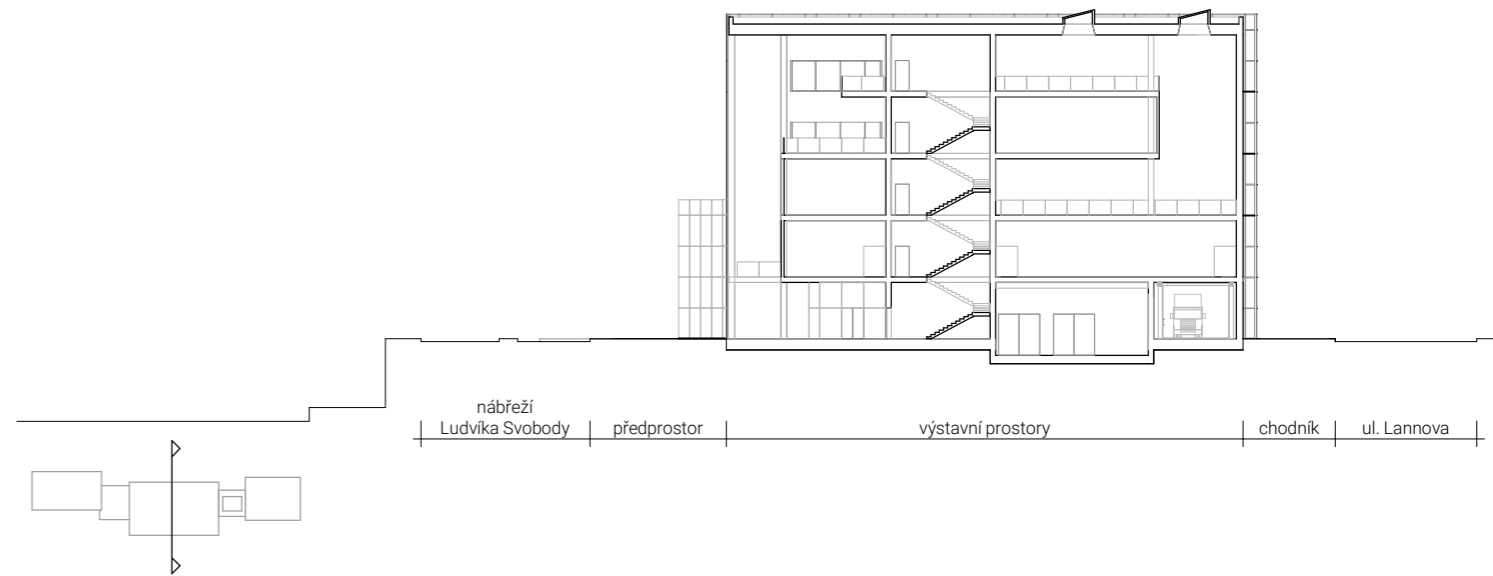 nábřeží
Ludvíka Svobody
předprostor
výstavní prostory
chodník
ul. Lannova